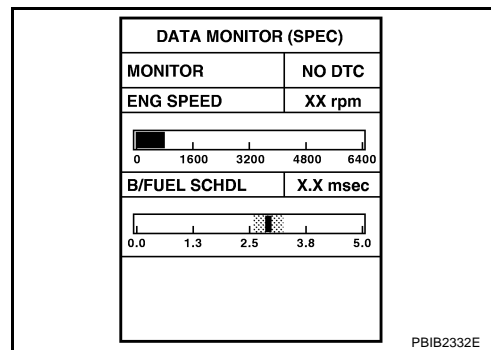 DATA MONITOR (SPEC)
MONITOR NO DTC
ENG SPEED XX rpm
0 1600 3200 4800 6400
B/FUEL SCHDL X.X msec
0.0 1.3 2.5 3.8 5.0
PBIB2332E